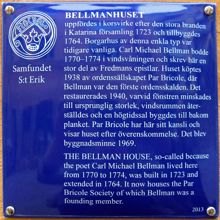 BELLMANHUSET
uppfördes i korsvirke efter den stora branden
i Katarina församling 1723 och tillbyggdes
1764. Borgarhus av denna enkla typ var
tidigare vanliga. Carl Michael Bellman bodde
1770–1774 i vindsvåningen och skrev här en
stor del av Fredmans epistlar. Huset köptes
1938 av ordenssällskapet Par Bricole, där
Bellman var den förste ordensskalden. Det
restaurerades 1940, varvid fönstren minskades
till ursprunglig storlek, vindsrummen åter-
ställdes och en högtidssal byggdes till bakom
planket. Par Bricole har här sitt kansli och
visar huset efter överenskommelse. Det blev
byggnadsminne 1969.
THE BELLMAN HOUSE, so-called because
the poet Carl Michael Bellman lived here
from 1770 to 1774, was built in 1723 and
extended in 1764. It now houses the Par
Bricole Society of which Bellman was a
founding member.
Samfundet
S:t Erik
2013